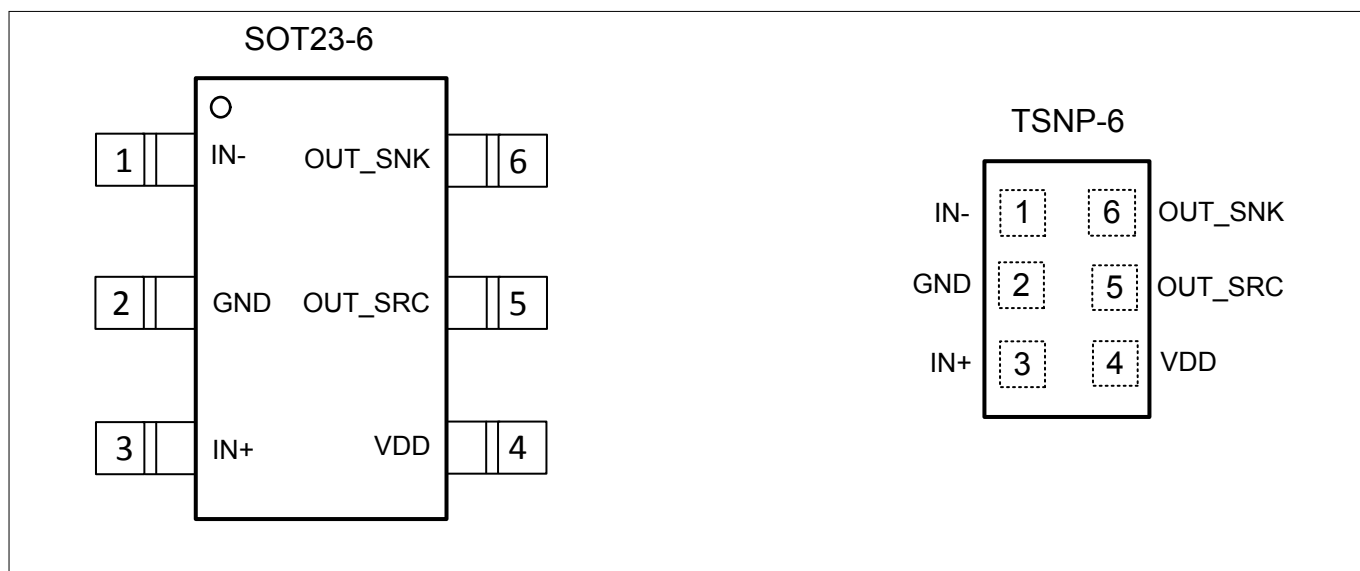 SOT23-6
1 IN- OUT_SNK 6
2 GND OUT_SRC 5
3 IN+ VDD 4
TSNP-6
IN- 1 6 OUT_SNK
GND 2 5 OUT_SRC
IN+ 3 4 VDD